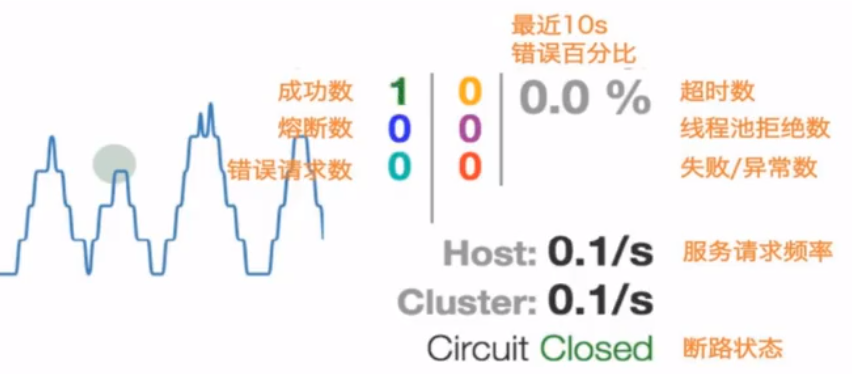 最近10s
错误百分比
成功数 1 0 0.0 % 超时数
熔断数 0 0 线程池拒绝数
错误请求数 0 0 失败/异常数
Host: 0.1/s 服务请求频率
Cluster: 0.1/s
Circuit Closed 断路状态